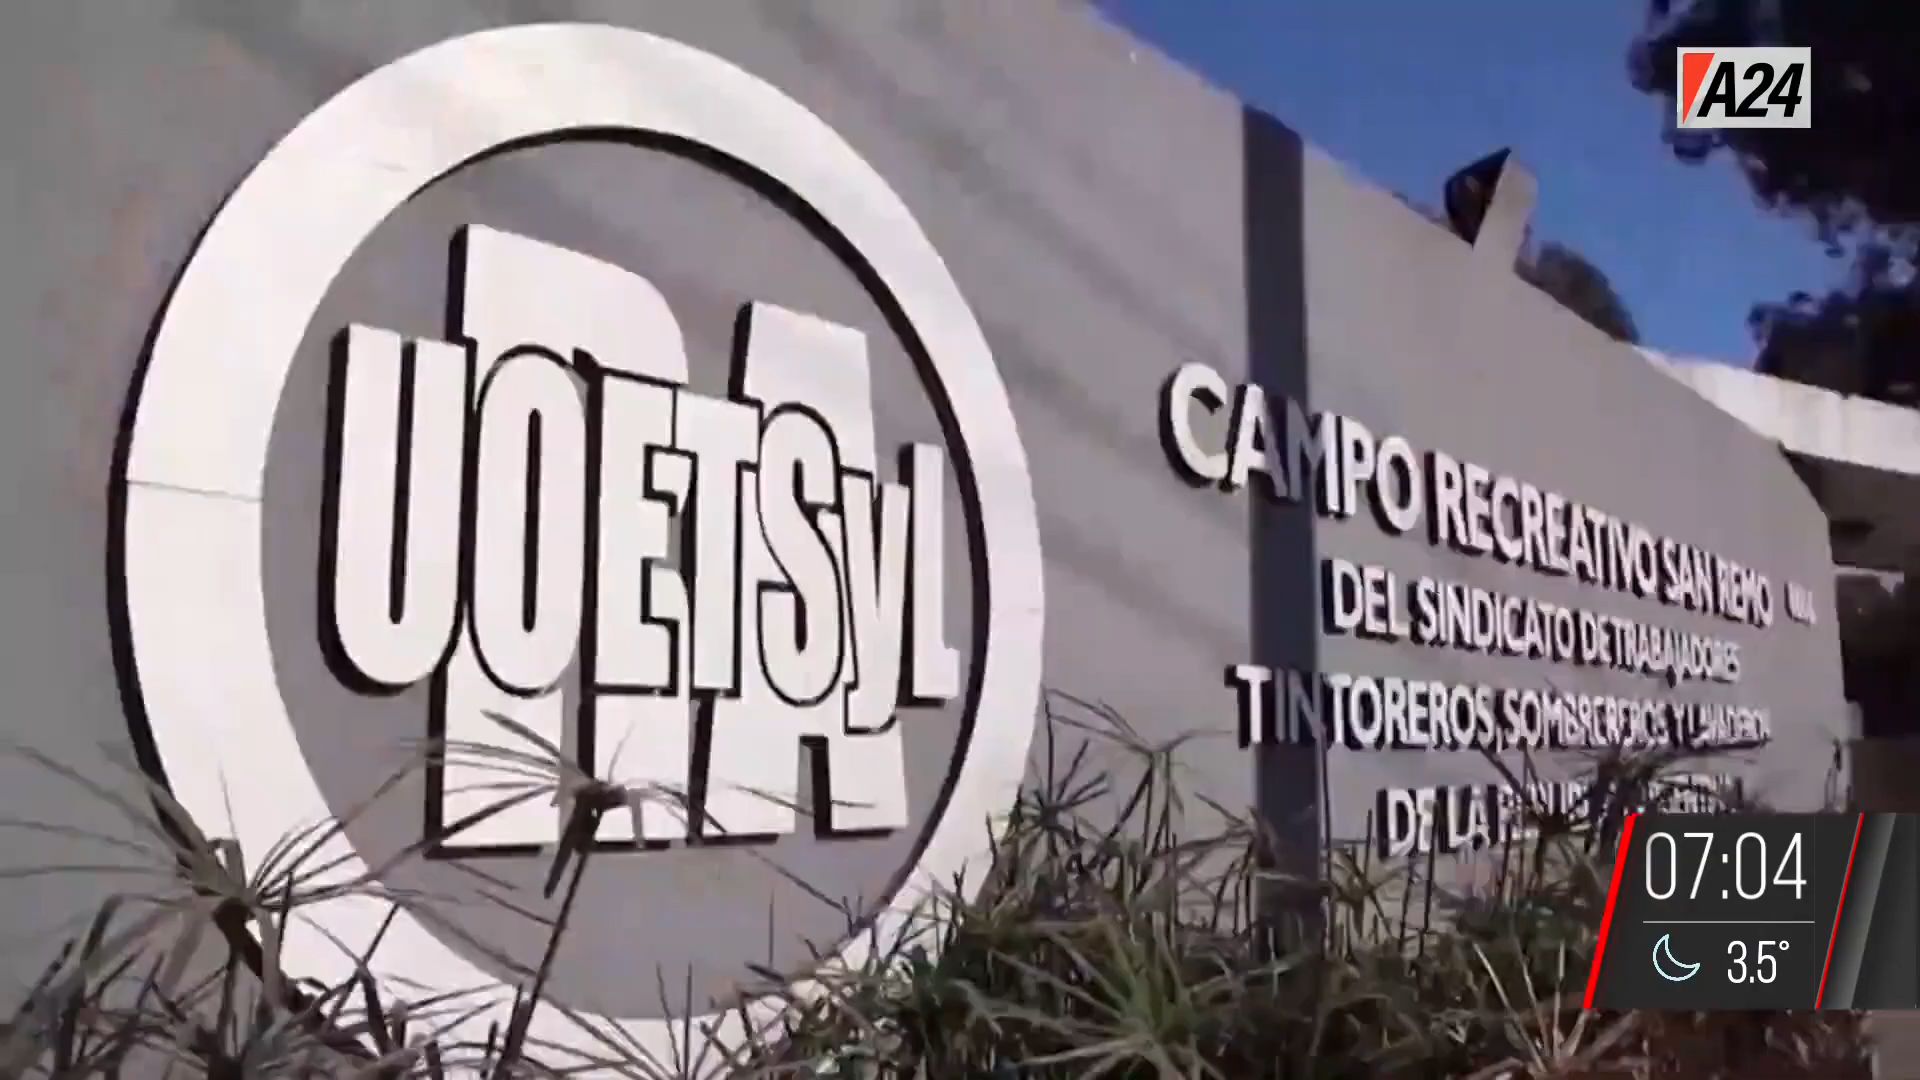 A24
RA
UOETSyL
CAMPO RECREATIVO SAN REMO
DEL SINDICATO DE TRABAJADORES
TINTOREROS, SOMBREREROS Y LAVADEROS
DE LA
07:04
3.5°